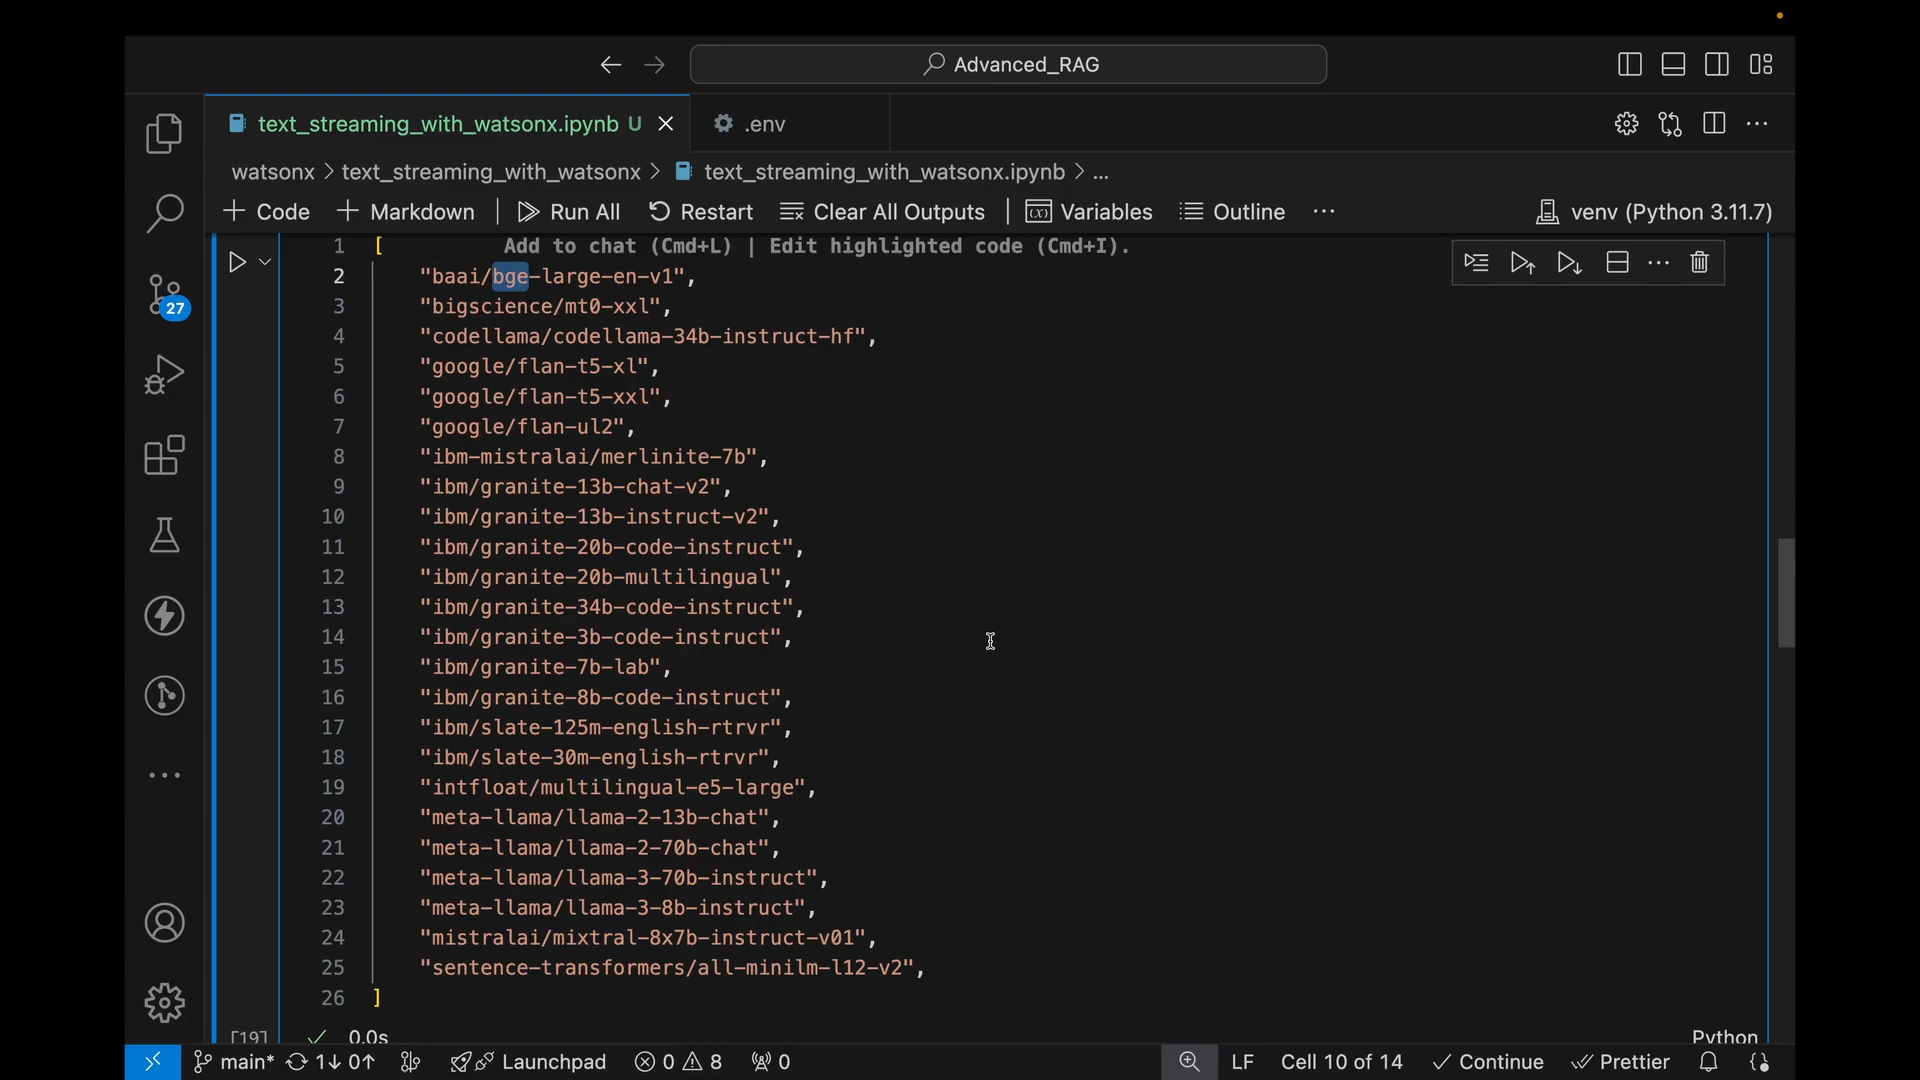 Advanced_RAG
text_streaming_with_watsonx.ipynb U
.env
watsonx > text_streaming_with_watsonx > text_streaming_with_watsonx.ipynb > ...
+ Code + Markdown | Run All Restart Clear All Outputs | Variables Outline ... venv (Python 3.11.7)
1 [ Add to chat (Cmd+L) | Edit highlighted code (Cmd+I).
2 "baai/bge-large-en-v1",
3 "bigscience/mt0-xxl",
4 "codellama/codellama-34b-instruct-hf",
5 "google/flan-t5-xl",
6 "google/flan-t5-xxl",
7 "google/flan-ul2",
8 "ibm-mistralai/merlinite-7b",
9 "ibm/granite-13b-chat-v2",
10 "ibm/granite-13b-instruct-v2",
11 "ibm/granite-20b-code-instruct",
12 "ibm/granite-20b-multilingual",
13 "ibm/granite-34b-code-instruct",
14 "ibm/granite-3b-code-instruct",
15 "ibm/granite-7b-lab",
16 "ibm/granite-8b-code-instruct",
17 "ibm/slate-125m-english-rtrvr",
18 "ibm/slate-30m-english-rtrvr",
19 "intfloat/multilingual-e5-large",
20 "meta-llama/llama-2-13b-chat",
21 "meta-llama/llama-2-70b-chat",
22 "meta-llama/llama-3-70b-instruct",
23 "meta-llama/llama-3-8b-instruct",
24 "mistralai/mixtral-8x7b-instruct-v01",
25 "sentence-transformers/all-minilm-l12-v2",
26 ]
27
[19] 0.0s Python
main* 1↓ 0↑ Launchpad 0 8 0 LF Cell 10 of 14 Continue Prettier